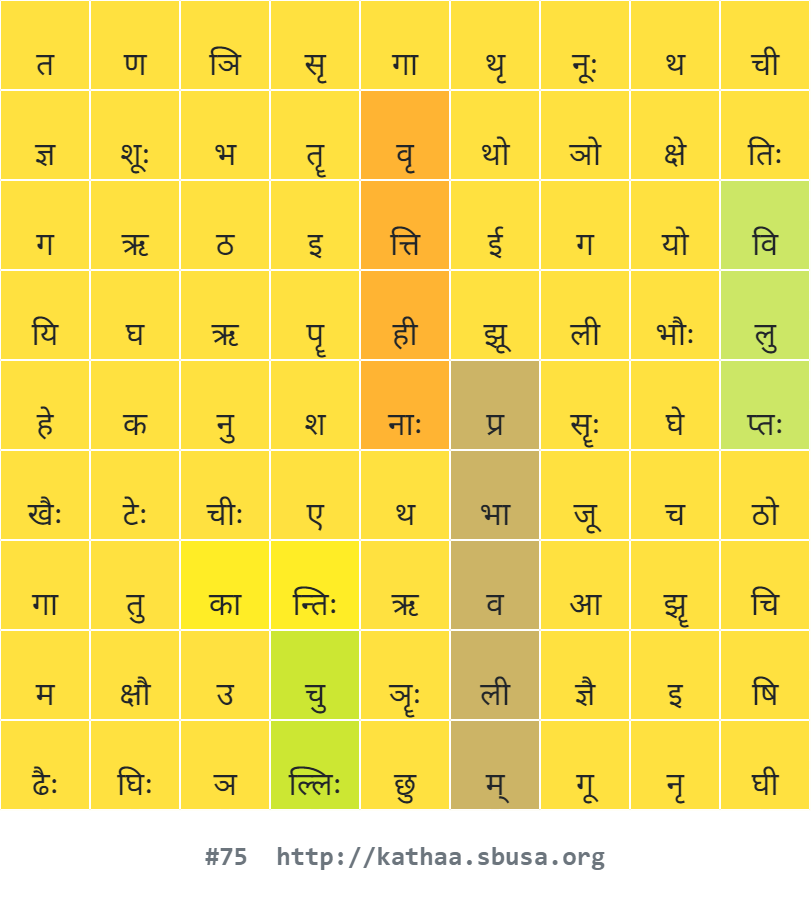 त ण ञि सृ गा थृ नूः थ ची
ज्ञ शूः भ तॄ वृ थो ञो क्षे तिः
ग ऋ ठ इ त्ति ई ग यो वि
यि घ ऋ पॄ ही झू ली भौः लु
हे क नु श नाः प्र सॄः घे प्तः
खैः टेः चीः ए थ भा जू च ठो
गा तु का न्तिः ऋ व आ झॄ चि
म क्षौ उ चु ञॄः ली ज्ञै इ षि
ढैः घिः ञ ल्लिः छु म् गू नृ घी
#75 http://kathaa.sbusa.org